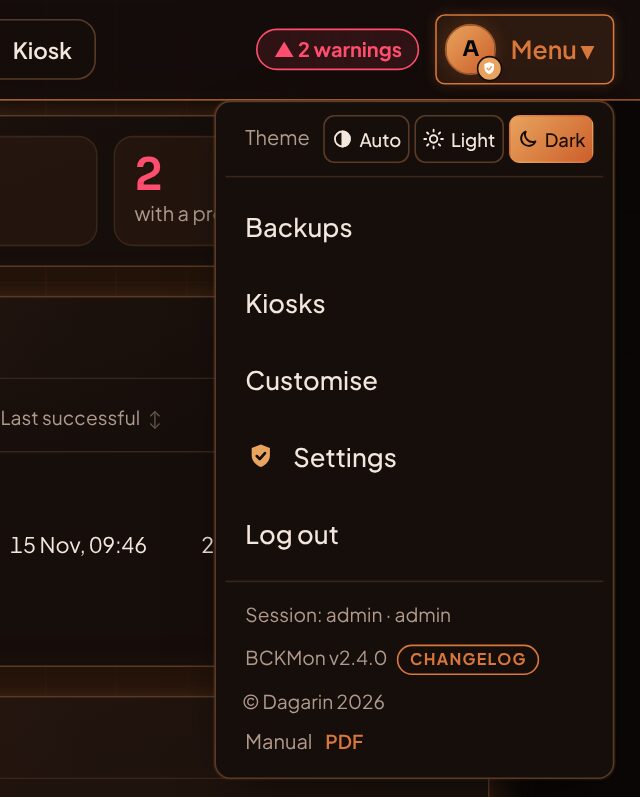 Kiosk
2 warnings
A
Menu ▾
Theme Auto Light Dark
2
with a pr
Backups
Kiosks
Customise
Last successful
Settings
15 Nov, 09:46 2
Log out
Session: admin · admin
BCKMon v2.4.0 CHANGELOG
© Dagarin 2026
Manual PDF